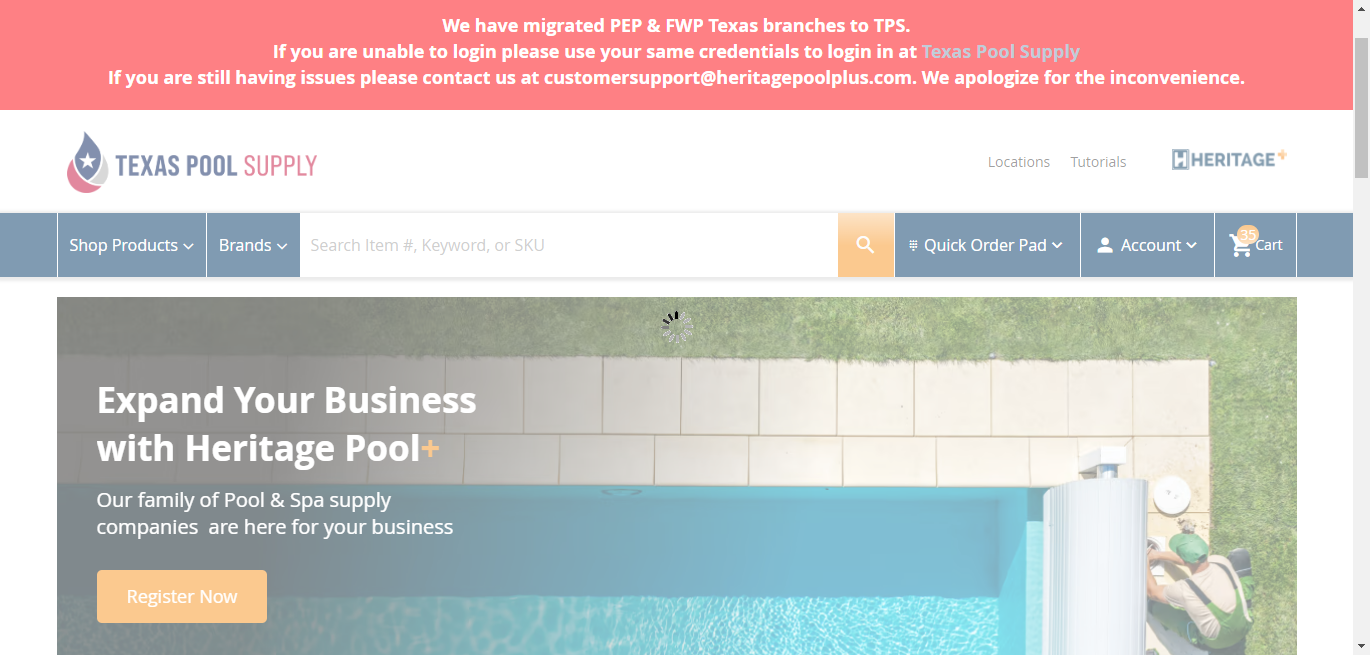 We have migrated PEP & FWP Texas branches to TPS.
If you are unable to login please use your same credentials to login in at Texas Pool Supply
If you are still having issues please contact us at customersupport@heritagepoolplus.com. We apologize for the inconvenience.
TEXAS POOL SUPPLY
Locations Tutorials HERITAGE+
Shop Products Brands Search Item #, Keyword, or SKU Quick Order Pad Account 35 Cart
Expand Your Business
with Heritage Pool+
Our family of Pool & Spa supply
companies are here for your business
Register Now